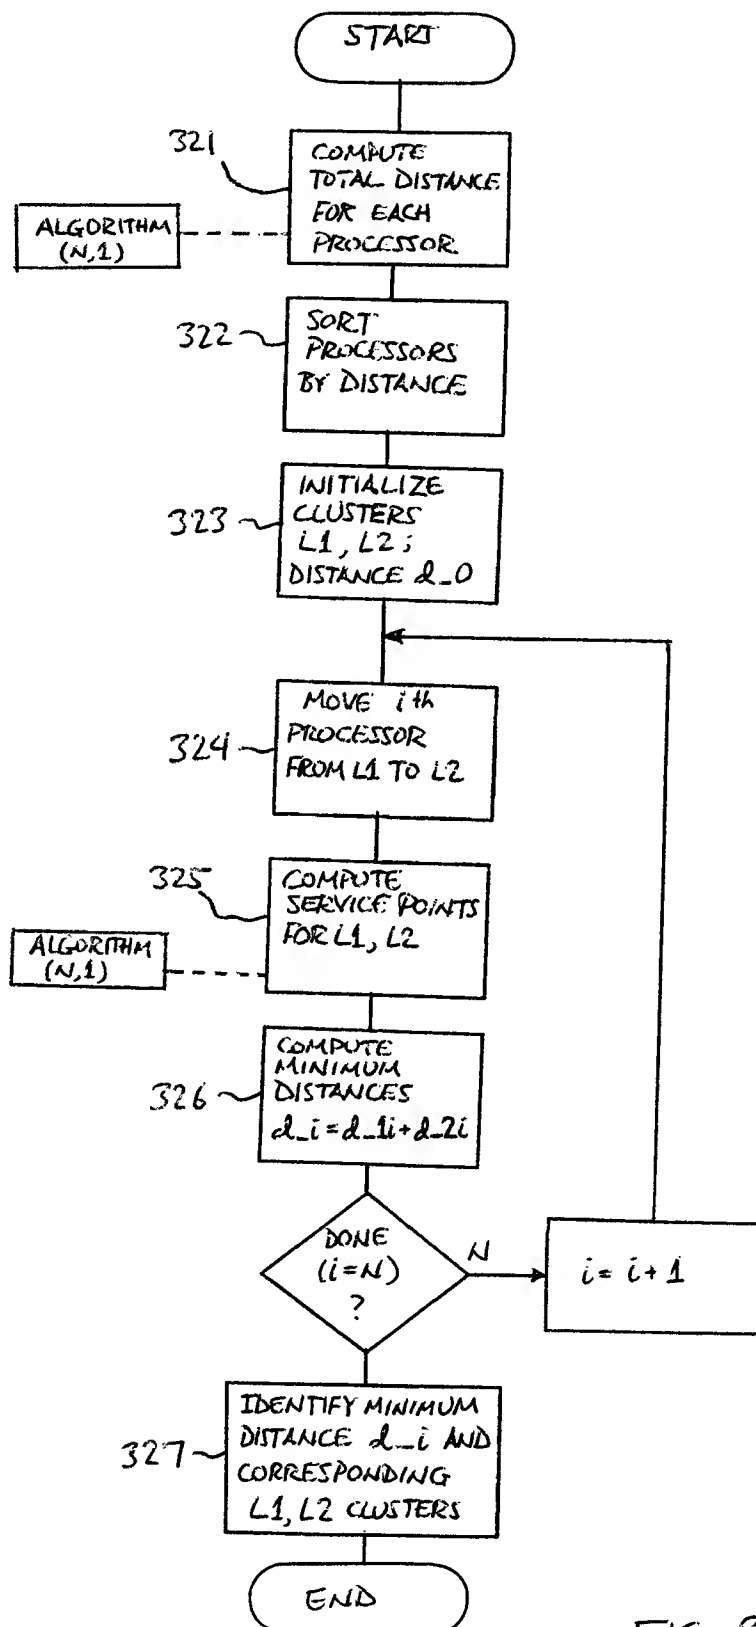 START
321
COMPUTE
TOTAL DISTANCE
FOR EACH
PROCESSOR
ALGORITHM
(N,1)
322
SORT
PROCESSORS
BY DISTANCE
323
INITIALIZE
CLUSTERS
L1, L2;
DISTANCE d_0
324
MOVE ith
PROCESSOR
FROM L1 TO L2
325
COMPUTE
SERVICE POINTS
FOR L1, L2
ALGORITHM
(N,1)
326
COMPUTE
MINIMUM
DISTANCES
d_i = d_1i + d_2i
DONE
(i=N)
?
N
i = i + 1
327
IDENTIFY MINIMUM
DISTANCE d_i AND
CORRESPONDING
L1, L2 CLUSTERS
END